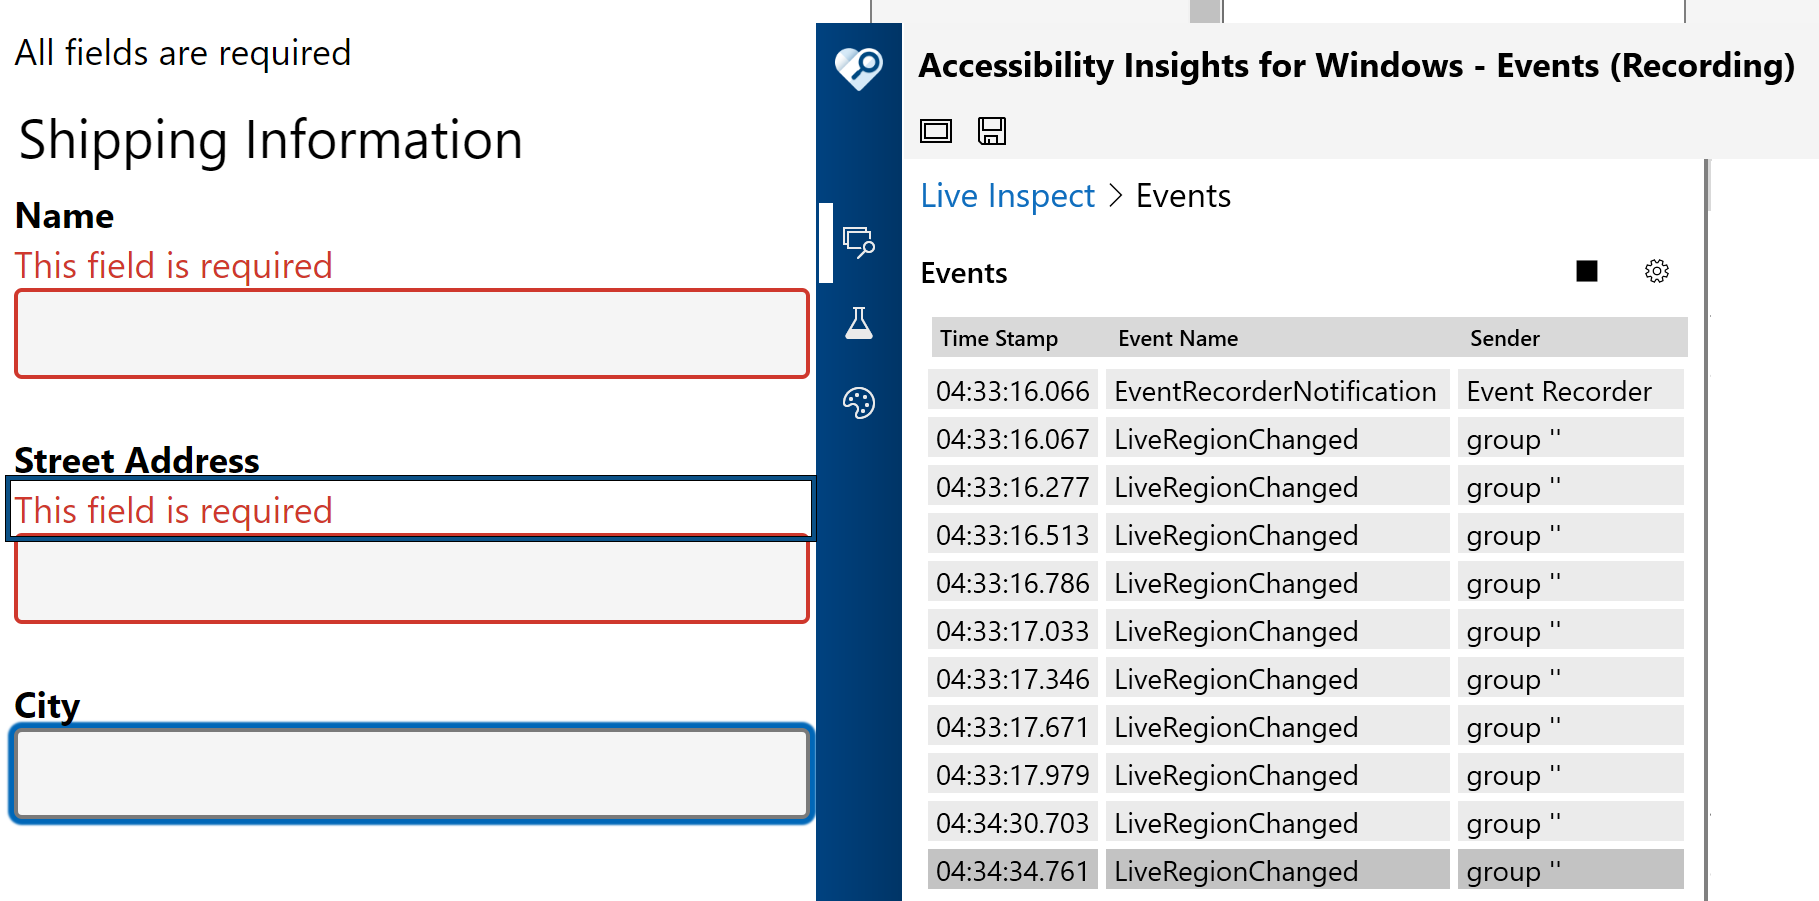 All fields are required
Shipping Information
Name
This field is required
Street Address
This field is required
City
Accessibility Insights for Windows - Events (Recording)
Live Inspect > Events
Events
Time Stamp Event Name Sender
04:33:16.066 EventRecorderNotification Event Recorder
04:33:16.067 LiveRegionChanged group ''
04:33:16.277 LiveRegionChanged group ''
04:33:16.513 LiveRegionChanged group ''
04:33:16.786 LiveRegionChanged group ''
04:33:17.033 LiveRegionChanged group ''
04:33:17.346 LiveRegionChanged group ''
04:33:17.671 LiveRegionChanged group ''
04:33:17.979 LiveRegionChanged group ''
04:34:30.703 LiveRegionChanged group ''
04:34:34.761 LiveRegionChanged group ''